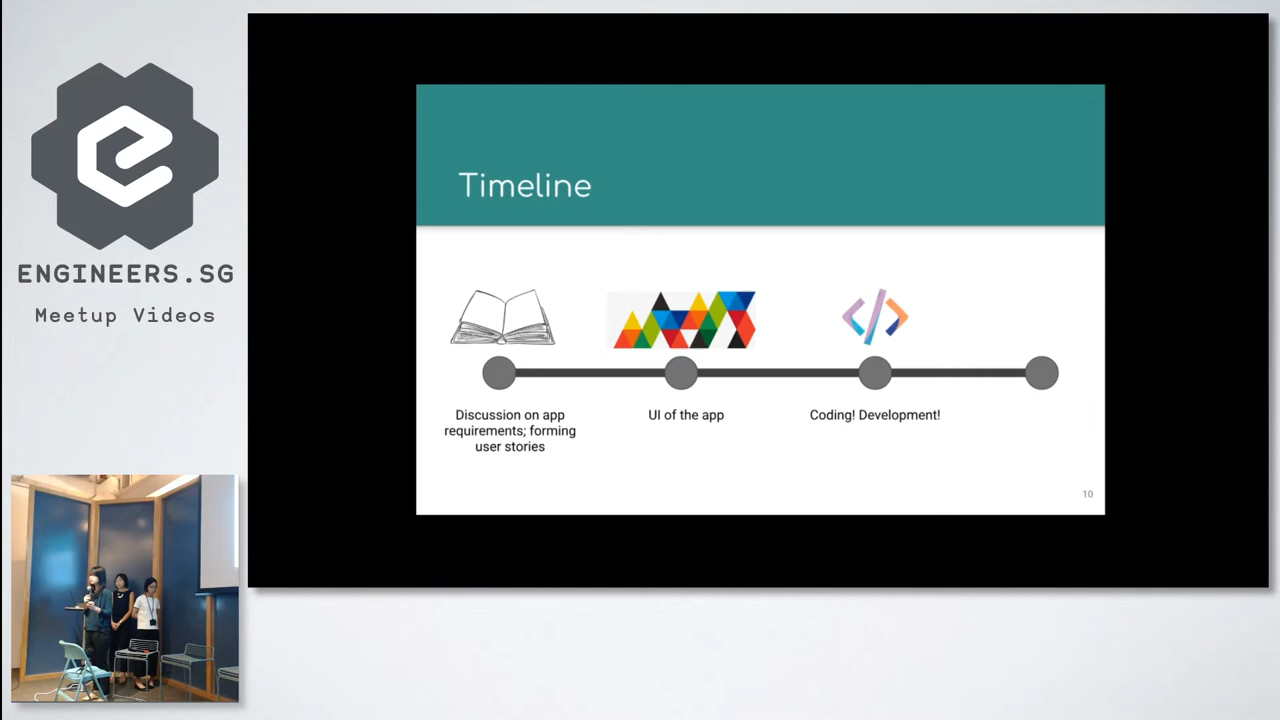 ENGINEERS.SG
Meetup Videos
Timeline
Discussion on app
requirements; forming
user stories
UI of the app
Coding! Development!
10